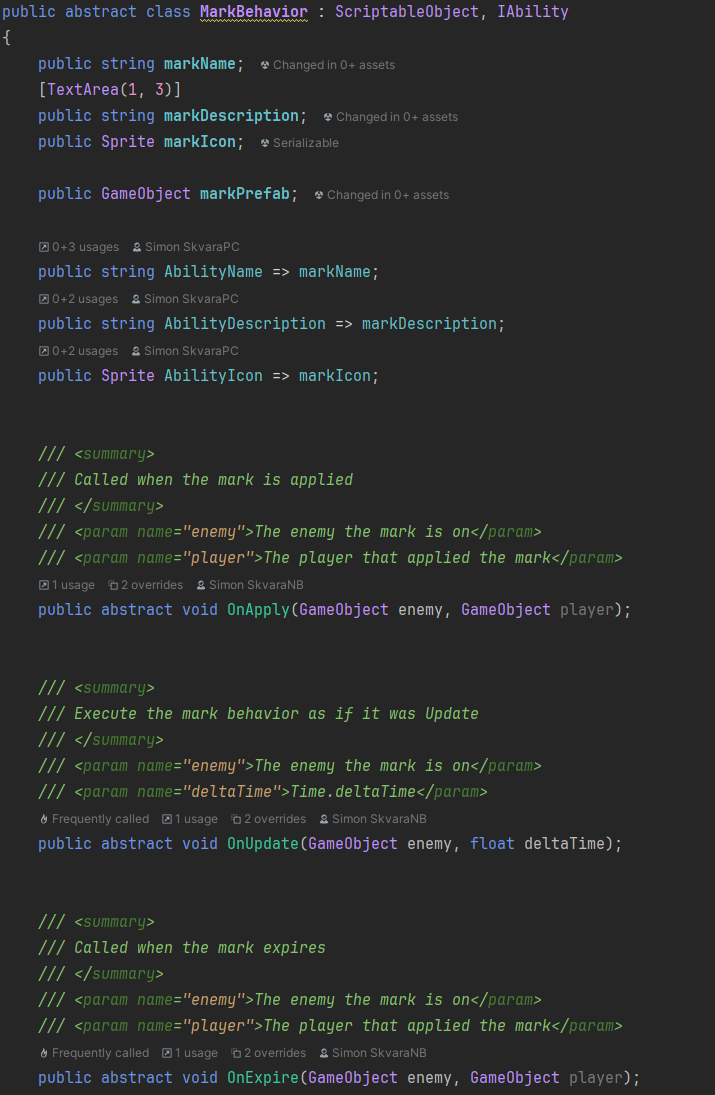 public abstract class MarkBehavior : ScriptableObject, IAbility
{
public string markName; Changed in 0+ assets
[TextArea(1, 3)]
public string markDescription; Changed in 0+ assets
public Sprite markIcon; Serializable
public GameObject markPrefab; Changed in 0+ assets
0+3 usages Simon SkvaraPC
public string AbilityName => markName;
0+2 usages Simon SkvaraPC
public string AbilityDescription => markDescription;
0+2 usages Simon SkvaraPC
public Sprite AbilityIcon => markIcon;
/// <summary>
/// Called when the mark is applied
/// </summary>
/// <param name="enemy">The enemy the mark is on</param>
/// <param name="player">The player that applied the mark</param>
1 usage 2 overrides Simon SkvaraNB
public abstract void OnApply(GameObject enemy, GameObject player);
/// <summary>
/// Execute the mark behavior as if it was Update
/// </summary>
/// <param name="enemy">The enemy the mark is on</param>
/// <param name="deltaTime">Time.deltaTime</param>
Frequently called 1 usage 2 overrides Simon SkvaraNB
public abstract void OnUpdate(GameObject enemy, float deltaTime);
/// <summary>
/// Called when the mark expires
/// </summary>
/// <param name="enemy">The enemy the mark is on</param>
/// <param name="player">The player that applied the mark</param>
Frequently called 1 usage 2 overrides Simon SkvaraNB
public abstract void OnExpire(GameObject enemy, GameObject player);